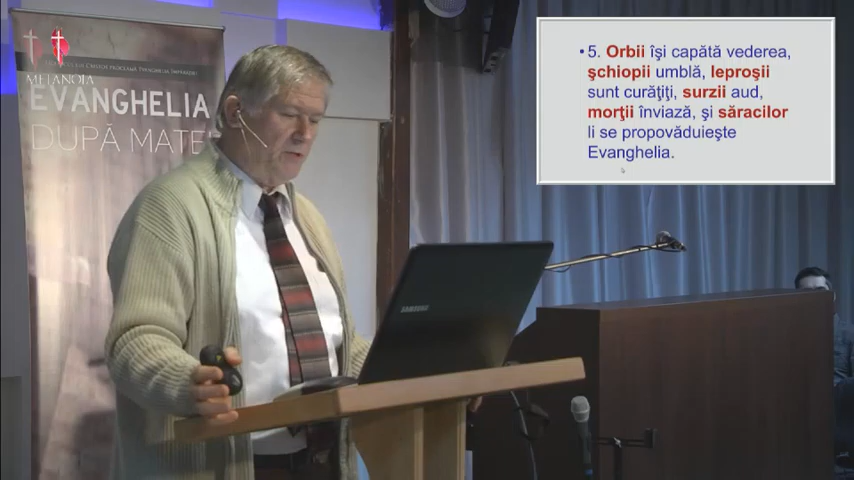 METANOIA
EVANGHELIA
DUPĂ MATEI
• 5. Orbii îşi capătă vederea,
şchiopii umblă, leproşii
sunt curăţiţi, surzii aud,
morţii înviază, şi săracilor
li se propovăduieşte
Evanghelia.
SAMSUNG